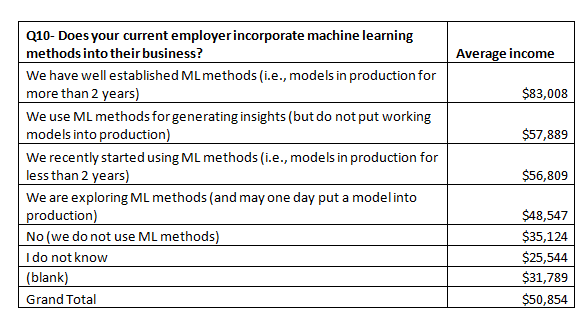 Q10- Does your current employer incorporate machine learning
methods into their business? Average income
We have well established ML methods (i.e., models in production for
more than 2 years) $83,008
We use ML methods for generating insights (but do not put working
models into production) $57,889
We recently started using ML methods (i.e., models in production for
less than 2 years) $56,809
We are exploring ML methods (and may one day put a model into
production) $48,547
No (we do not use ML methods) $35,124
I do not know $25,544
(blank) $31,789
Grand Total $50,854